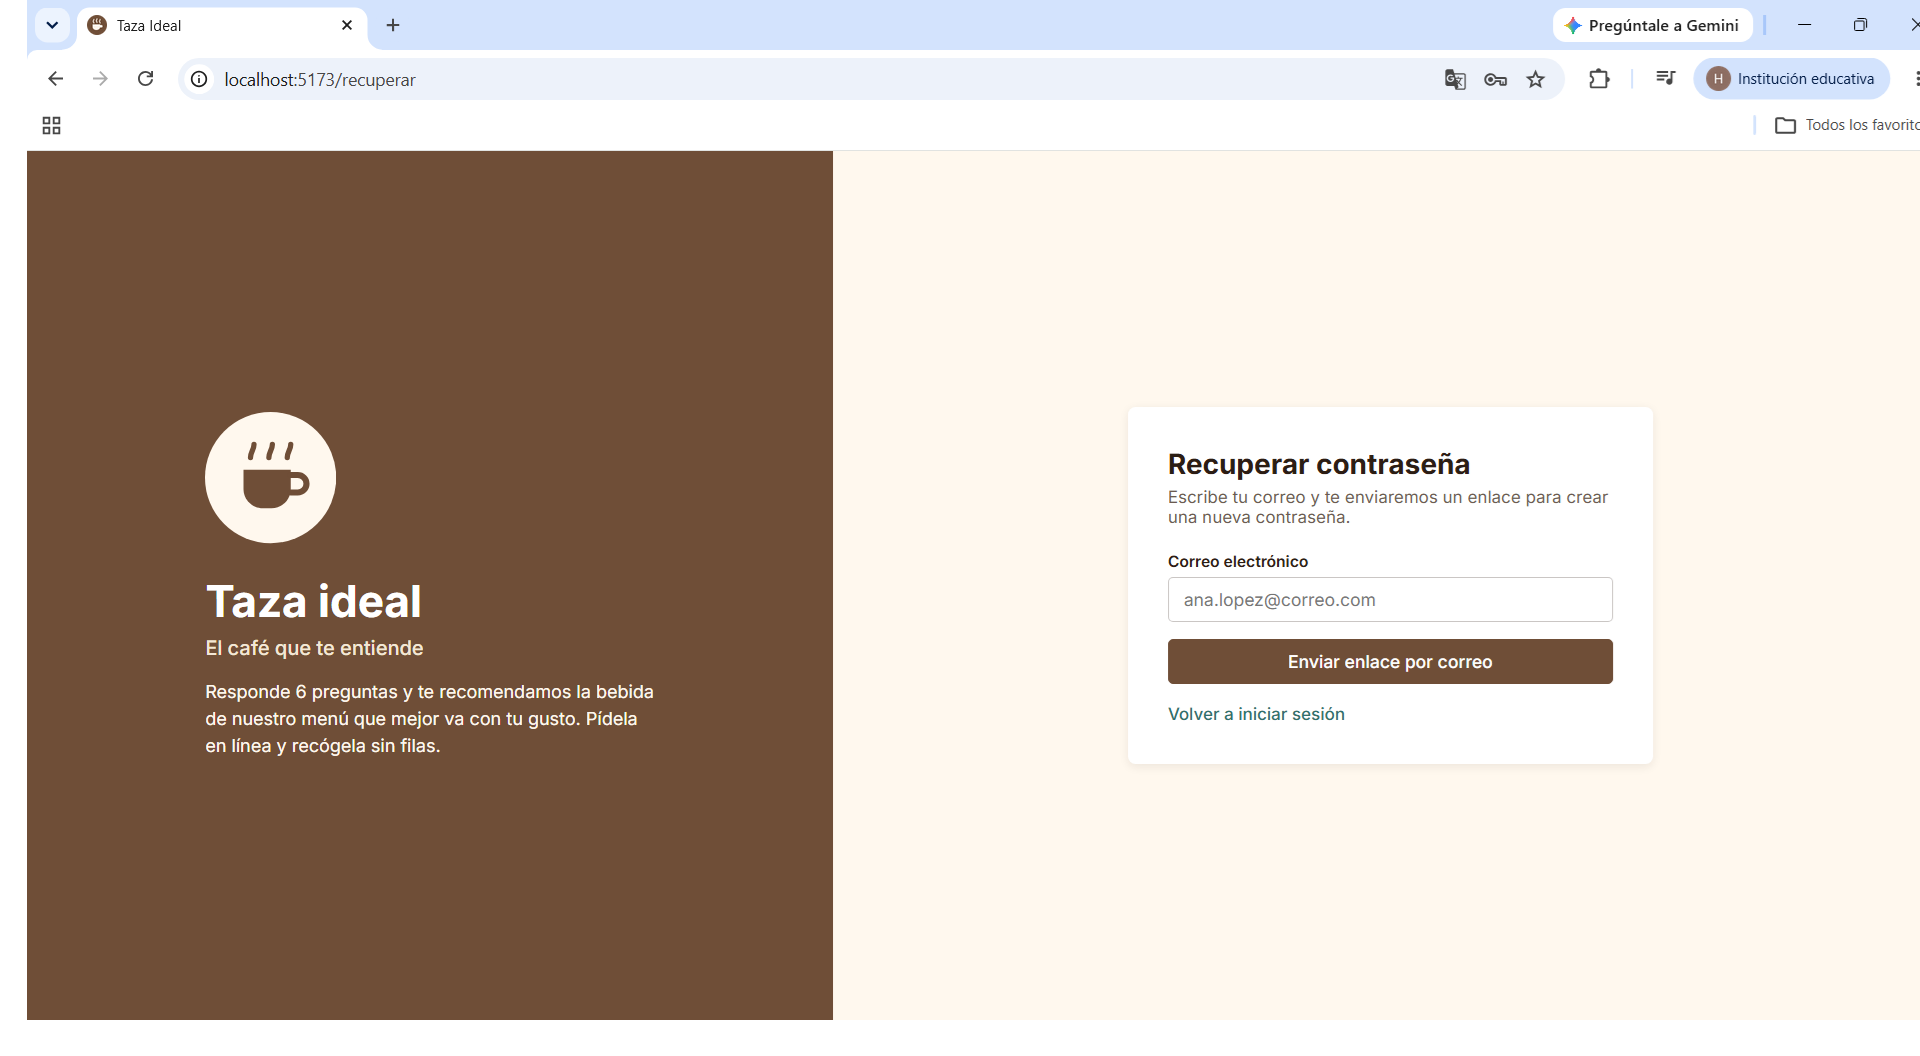 Taza Ideal
Pregúntale a Gemini
localhost:5173/recuperar
H
Institución educativa
Todos los favorito
Taza ideal
El café que te entiende
Responde 6 preguntas y te recomendamos la bebida
de nuestro menú que mejor va con tu gusto. Pídela
en línea y recógela sin filas.
Recuperar contraseña
Escribe tu correo y te enviaremos un enlace para crear
una nueva contraseña.
Correo electrónico
ana.lopez@correo.com
Enviar enlace por correo
Volver a iniciar sesión